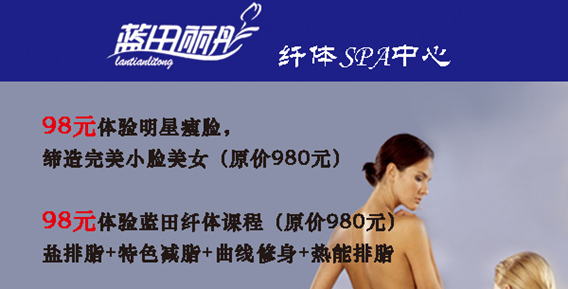 蓝田丽彤
lantianlitong
纤体SPA中心
98元体验明星瘦脸，
缔造完美小脸美女（原价980元）
98元体验蓝田纤体课程（原价980元）
盐排脂+特色减脂+曲线修身+热能排脂